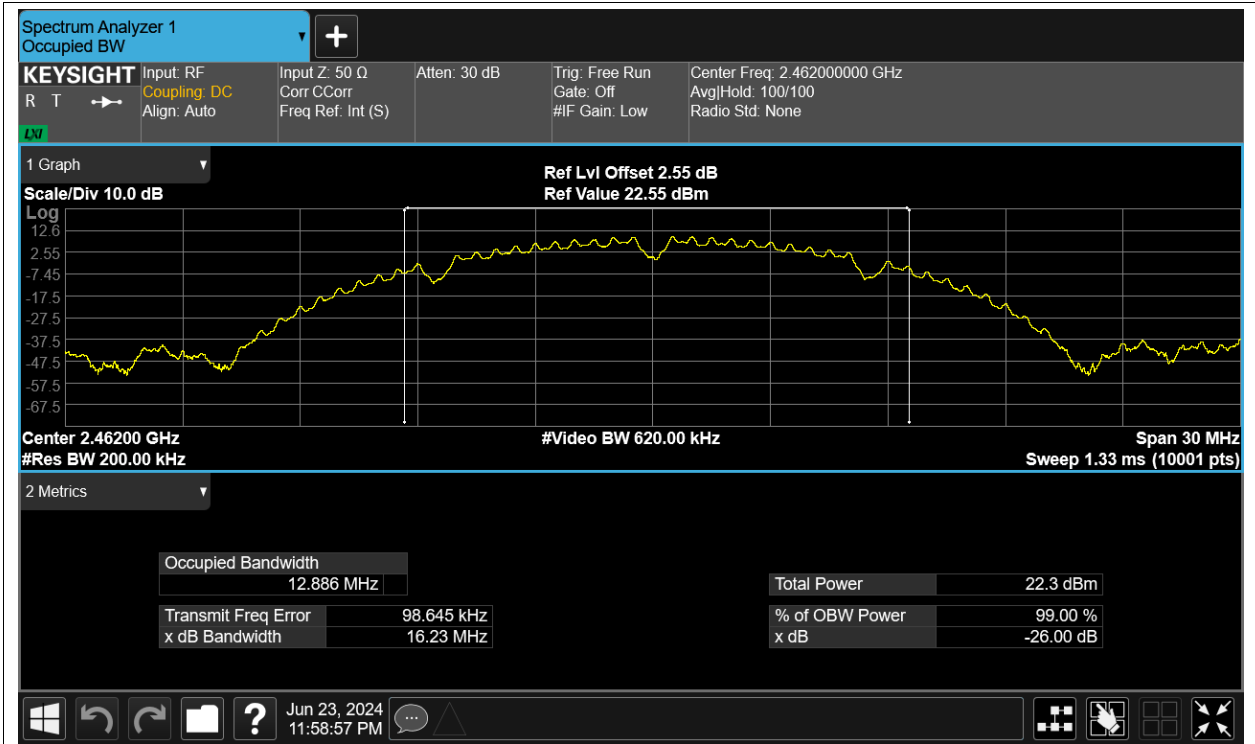 Spectrum Analyzer 1
Occupied BW
KEYSIGHT
R T
LXI
Input: RF
Coupling: DC
Align: Auto
Input Z: 50 Ω
Corr CCorr
Freq Ref: Int (S)
Atten: 30 dB
Trig: Free Run
Gate: Off
#IF Gain: Low
Center Freq: 2.462000000 GHz
Avg|Hold: 100/100
Radio Std: None
1 Graph
Scale/Div 10.0 dB
Ref Lvl Offset 2.55 dB
Ref Value 22.55 dBm
Log
12.6
2.55
-7.45
-17.5
-27.5
-37.5
-47.5
-57.5
-67.5
Center 2.46200 GHz
#Video BW 620.00 kHz
Span 30 MHz
#Res BW 200.00 kHz
Sweep 1.33 ms (10001 pts)
2 Metrics
Occupied Bandwidth
12.886 MHz
Total Power 22.3 dBm
Transmit Freq Error 98.645 kHz
% of OBW Power 99.00 %
x dB Bandwidth 16.23 MHz
x dB -26.00 dB
?
Jun 23, 2024
11:58:57 PM